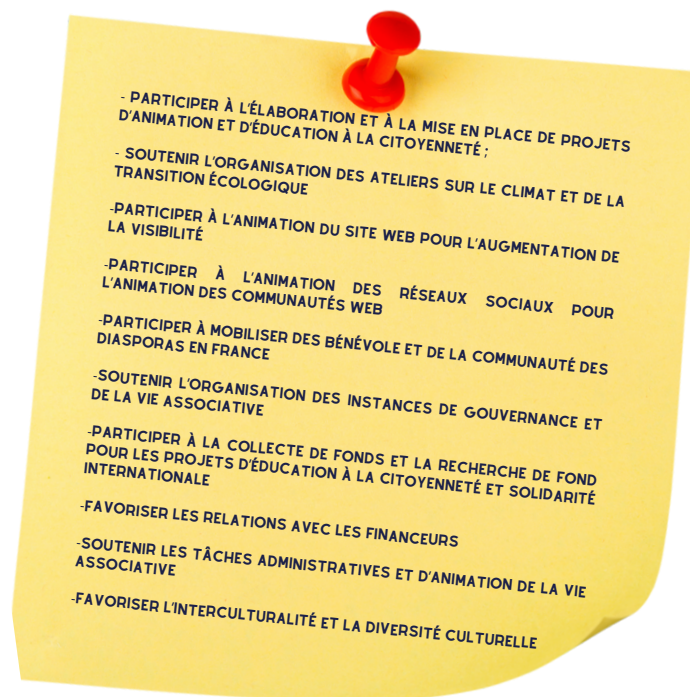 - PARTICIPER À L'ÉLABORATION ET À LA MISE EN PLACE DE PROJETS
D'ANIMATION ET D'ÉDUCATION À LA CITOYENNETÉ ;
- SOUTENIR L'ORGANISATION DES ATELIERS SUR LE CLIMAT ET DE LA
TRANSITION ÉCOLOGIQUE
-PARTICIPER À L'ANIMATION DU SITE WEB POUR L'AUGMENTATION DE
LA VISIBILITÉ
-PARTICIPER À L'ANIMATION DES RÉSEAUX SOCIAUX POUR
L'ANIMATION DES COMMUNAUTÉS WEB
-PARTICIPER À MOBILISER DES BÉNÉVOLE ET DE LA COMMUNAUTÉ DES
DIASPORAS EN FRANCE
-SOUTENIR L'ORGANISATION DES INSTANCES DE GOUVERNANCE ET
DE LA VIE ASSOCIATIVE
-PARTICIPER À LA COLLECTE DE FONDS ET LA RECHERCHE DE FOND
POUR LES PROJETS D'ÉDUCATION À LA CITOYENNETÉ ET SOLIDARITÉ
INTERNATIONALE
-FAVORISER LES RELATIONS AVEC LES FINANCEURS
-SOUTENIR LES TÂCHES ADMINISTRATIVES ET D'ANIMATION DE LA VIE
ASSOCIATIVE
-FAVORISER L'INTERCULTURALITÉ ET LA DIVERSITÉ CULTURELLE